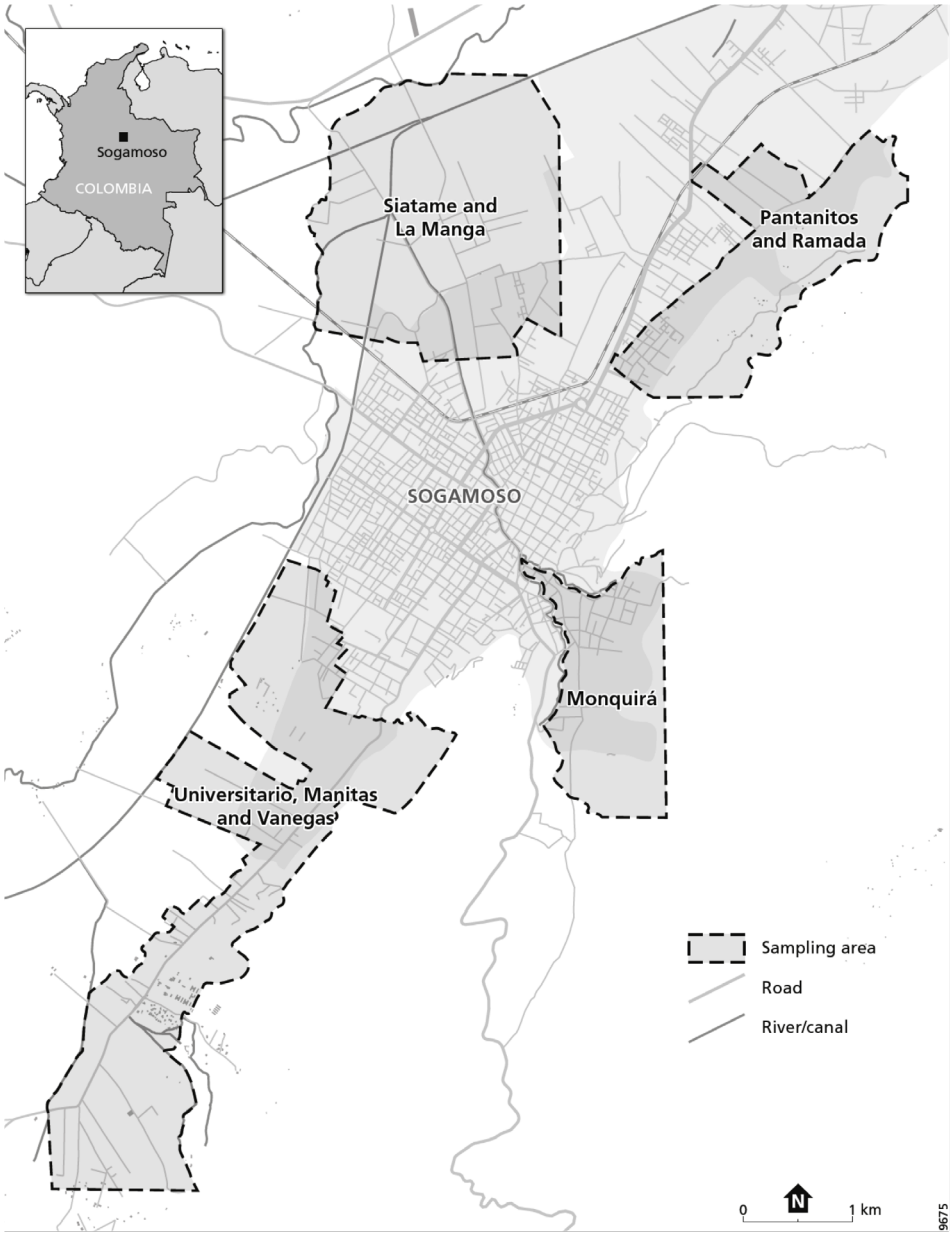 Sogamoso
COLOMBIA
Siatame and
La Manga
Pantanitos
and Ramada
SOGAMOSO
Monquirá
Universitario, Manitas
and Vanegas
Sampling area
Road
River/canal
N
0 1 km
9675